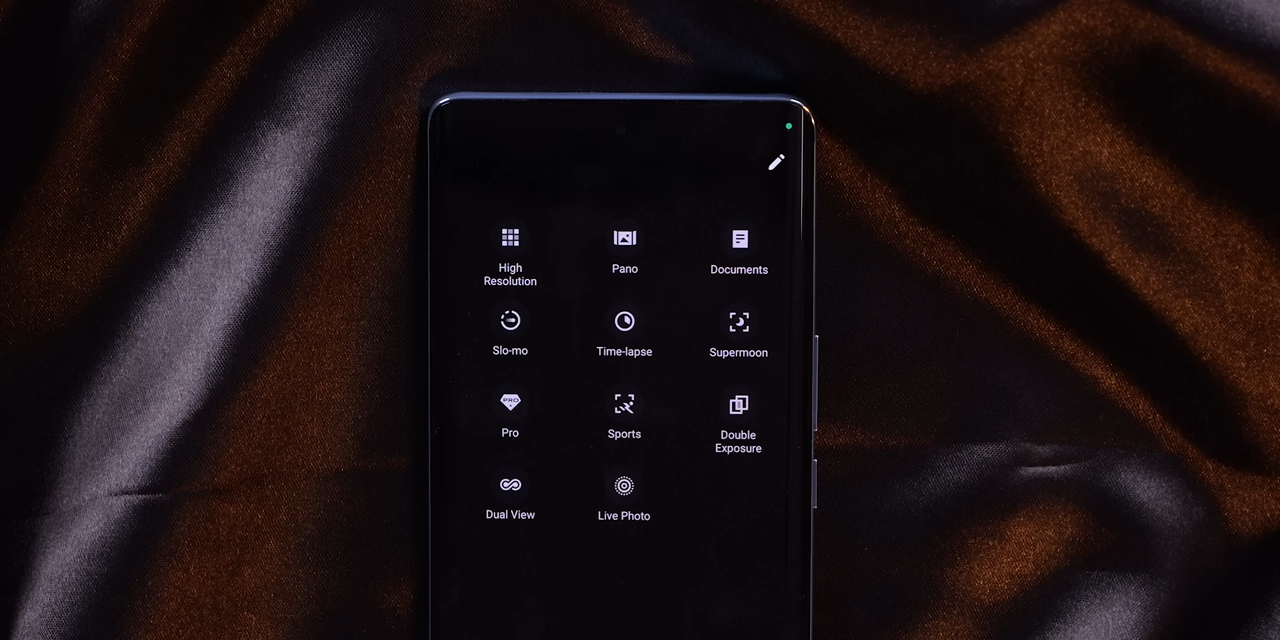 High
Resolution
Pano
Documents
Slo-mo
Time-lapse
Supermoon
PRO
Pro
Sports
Double
Exposure
Dual View
Live Photo